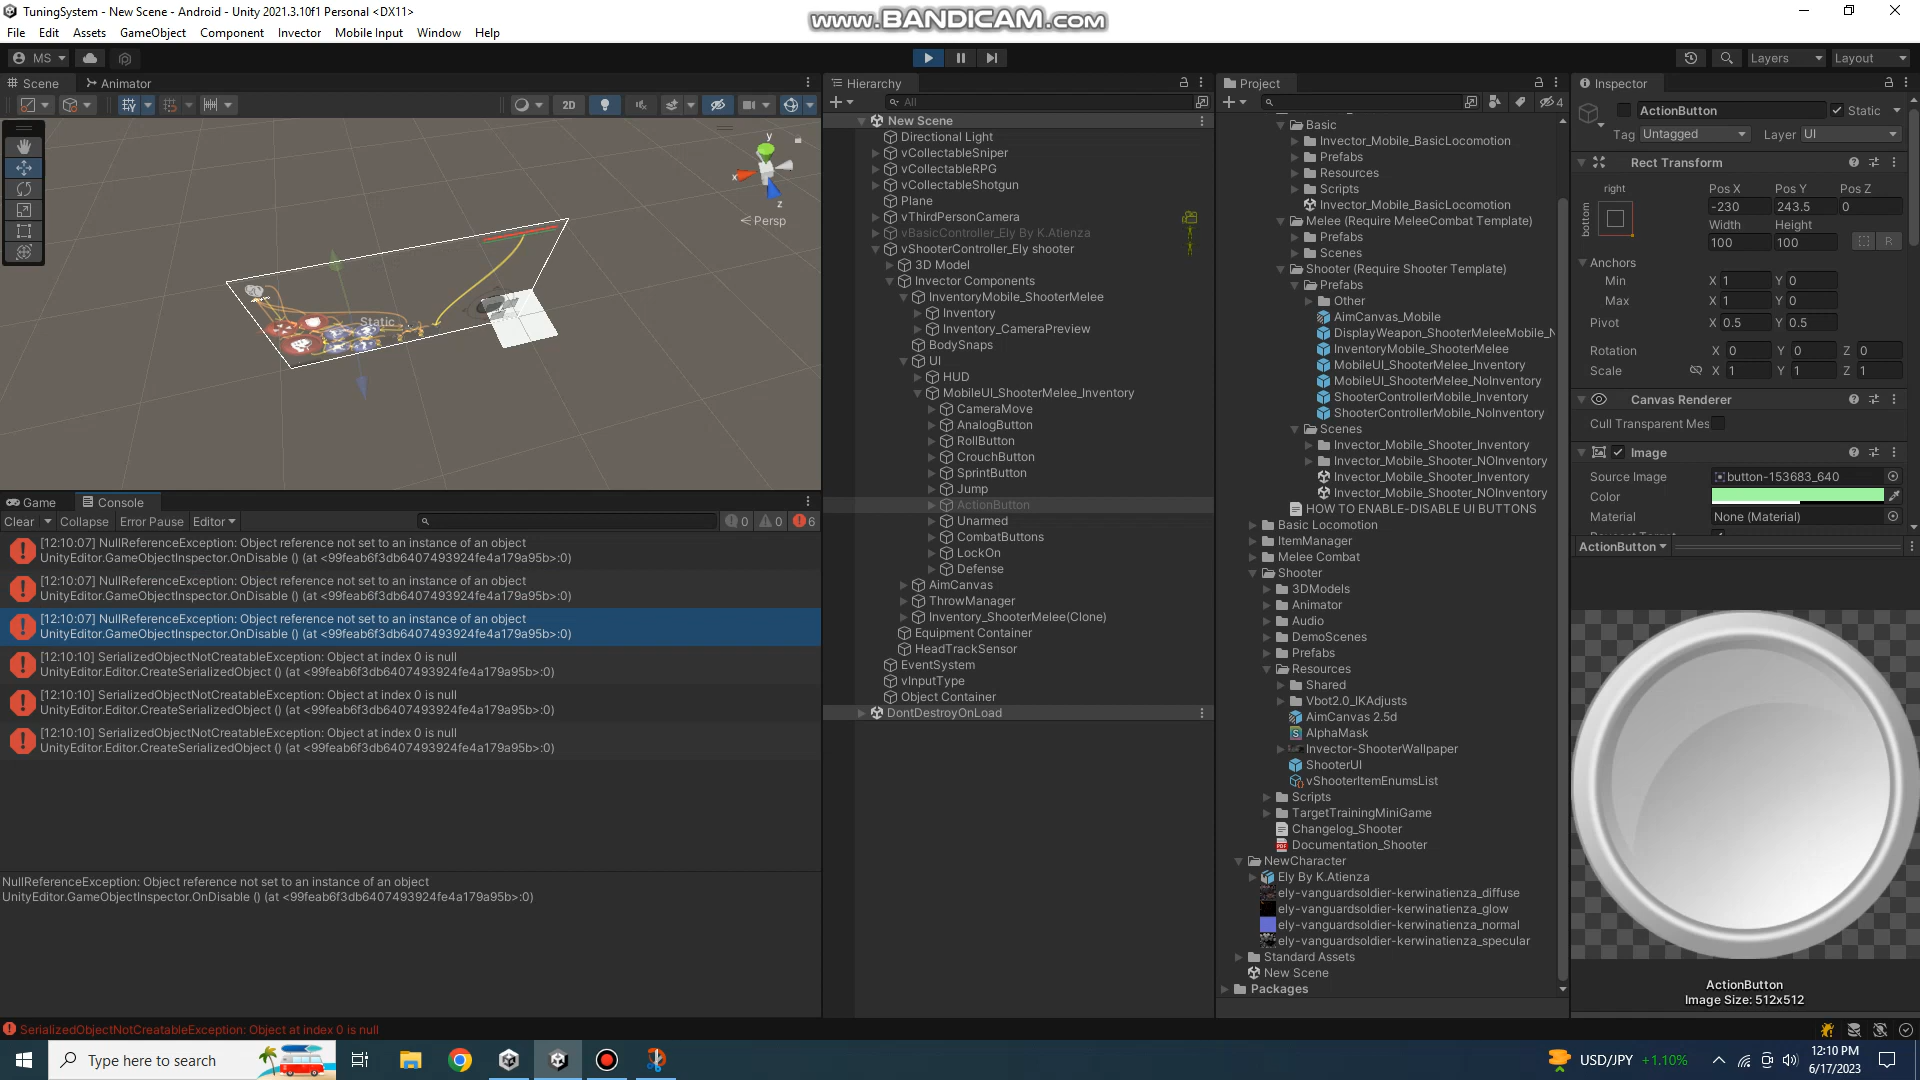 TuningSystem - New Scene - Android - Unity 2021.3.10f1 Personal <DX11>
www.BANDICAM.com
File Edit Assets GameObject Component Invector Mobile Input Window Help
MS
Layers Layout
Scene Animator
2D
y
x
z
Persp
Static
Game Console
Clear Collapse Error Pause Editor
0 0 6
[12:10:07] NullReferenceException: Object reference not set to an instance of an object
UnityEditor.GameObjectInspector.OnDisable () (at <99feab6f3db6407493924fe4a179a95b>:0)
[12:10:07] NullReferenceException: Object reference not set to an instance of an object
UnityEditor.GameObjectInspector.OnDisable () (at <99feab6f3db6407493924fe4a179a95b>:0)
[12:10:07] NullReferenceException: Object reference not set to an instance of an object
UnityEditor.GameObjectInspector.OnDisable () (at <99feab6f3db6407493924fe4a179a95b>:0)
[12:10:10] SerializedObjectNotCreatableException: Object at index 0 is null
UnityEditor.Editor.CreateSerializedObject () (at <99feab6f3db6407493924fe4a179a95b>:0)
[12:10:10] SerializedObjectNotCreatableException: Object at index 0 is null
UnityEditor.Editor.CreateSerializedObject () (at <99feab6f3db6407493924fe4a179a95b>:0)
[12:10:10] SerializedObjectNotCreatableException: Object at index 0 is null
UnityEditor.Editor.CreateSerializedObject () (at <99feab6f3db6407493924fe4a179a95b>:0)
NullReferenceException: Object reference not set to an instance of an object
UnityEditor.GameObjectInspector.OnDisable () (at <99feab6f3db6407493924fe4a179a95b>:0)
Hierarchy
All
New Scene
Directional Light
vCollectableSniper
vCollectableRPG
vCollectableShotgun
Plane
vThirdPersonCamera
vBasicController_Ely By K.Atienza
vShooterController_Ely shooter
3D Model
Invector Components
InventoryMobile_ShooterMelee
Inventory
Inventory_CameraPreview
BodySnaps
UI
HUD
MobileUI_ShooterMelee_Inventory
CameraMove
AnalogButton
RollButton
CrouchButton
SprintButton
Jump
ActionButton
Unarmed
CombatButtons
LockOn
Defense
AimCanvas
ThrowManager
Inventory_ShooterMelee(Clone)
Equipment Container
HeadTrackSensor
EventSystem
vInputType
Object Container
DontDestroyOnLoad
Project
4
Basic
Invector_Mobile_BasicLocomotion
Prefabs
Resources
Scripts
Invector_Mobile_BasicLocomotion
Melee (Require MeleeCombat Template)
Prefabs
Scenes
Shooter (Require Shooter Template)
Prefabs
Other
AimCanvas_Mobile
DisplayWeapon_ShooterMeleeMobile_N
InventoryMobile_ShooterMelee
MobileUI_ShooterMelee_Inventory
MobileUI_ShooterMelee_NoInventory
ShooterControllerMobile_Inventory
ShooterControllerMobile_NoInventory
Scenes
Invector_Mobile_Shooter_Inventory
Invector_Mobile_Shooter_NOInventory
Invector_Mobile_Shooter_Inventory
Invector_Mobile_Shooter_NOInventory
HOW TO ENABLE-DISABLE UI BUTTONS
Basic Locomotion
ItemManager
Melee Combat
Shooter
3DModels
Animator
Audio
DemoScenes
Prefabs
Resources
Shared
Vbot2.0_IKAdjusts
AimCanvas 2.5d
AlphaMask
Invector-ShooterWallpaper
ShooterUI
vShooterItemEnumsList
Scripts
TargetTrainingMiniGame
Changelog_Shooter
Documentation_Shooter
NewCharacter
Ely By K.Atienza
ely-vanguardsoldier-kerwinatienza_diffuse
ely-vanguardsoldier-kerwinatienza_glow
ely-vanguardsoldier-kerwinatienza_normal
ely-vanguardsoldier-kerwinatienza_specular
Standard Assets
New Scene
Packages
Inspector
ActionButton Static
Tag Untagged Layer UI
Rect Transform
right
bottom
Pos X Pos Y Pos Z
-230 243.5 0
Width Height
100 100
R
Anchors
Min X 1 Y 0
Max X 1 Y 0
Pivot X 0.5 Y 0.5
Rotation X 0 Y 0 Z 0
Scale X 1 Y 1 Z 1
Canvas Renderer
Cull Transparent Mes
Image
Source Image button-153683_640
Color
Material None (Material)
ActionButton
ActionButton
Image Size: 512x512
SerializedObjectNotCreatableException: Object at index 0 is null
Type here to search
USD/JPY +1.10%
12:10 PM
6/17/2023